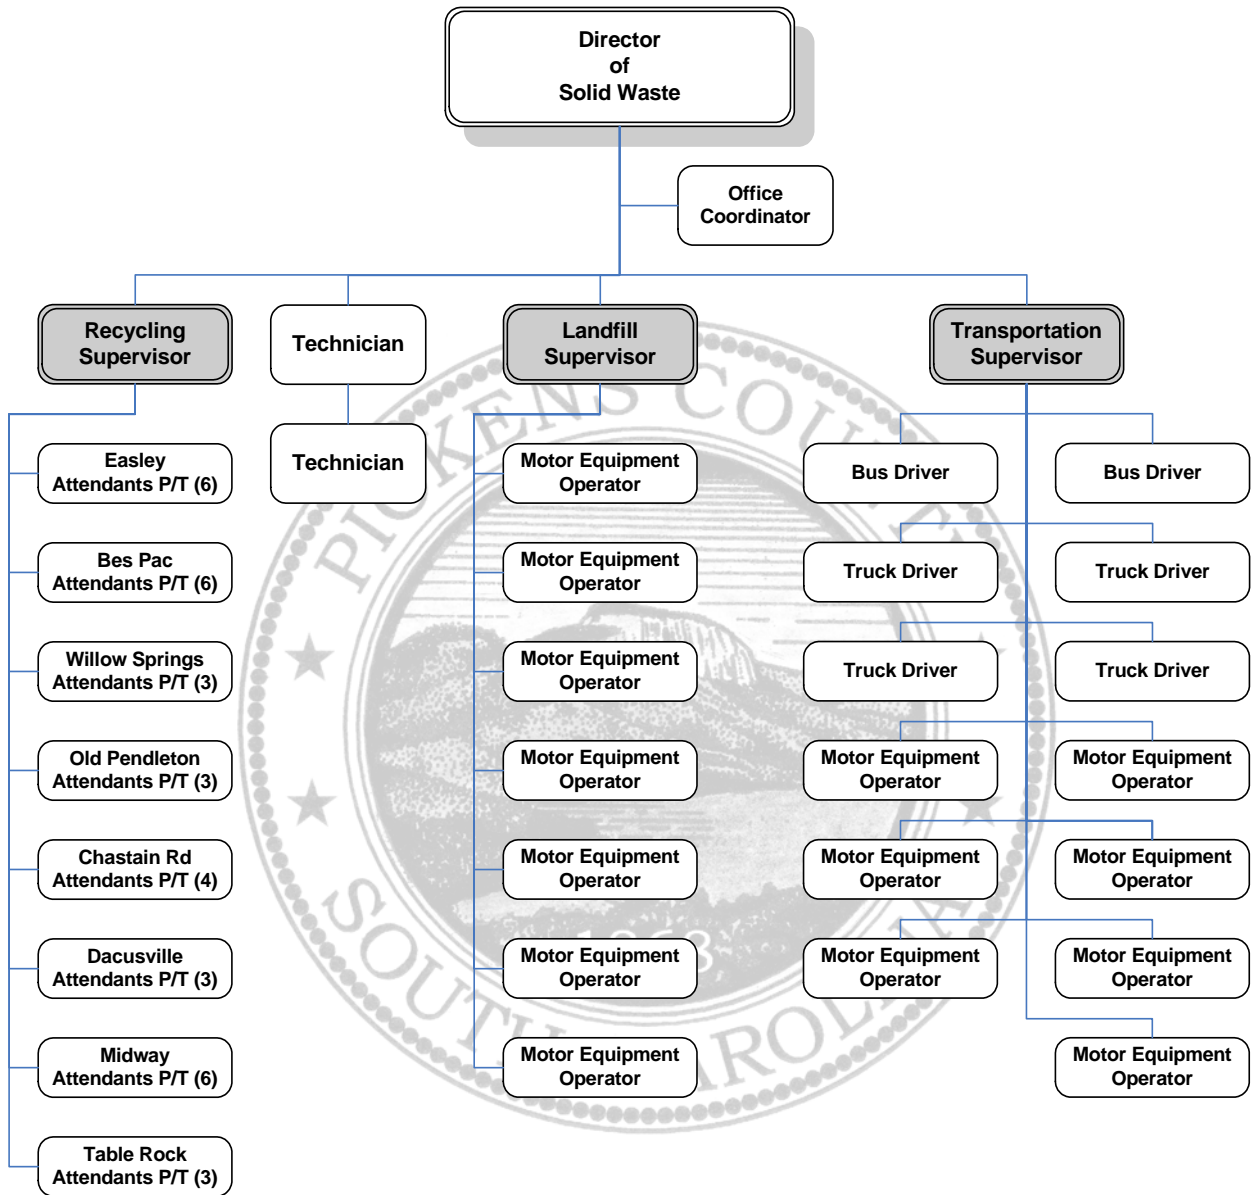 Director
of
Solid Waste
Office
Coordinator
Recycling
Supervisor
Technician
Landfill
Supervisor
Transportation
Supervisor
Easley
Attendants P/T (6)
Bes Pac
Attendants P/T (6)
Willow Springs
Attendants P/T (3)
Old Pendleton
Attendants P/T (3)
Chastain Rd
Attendants P/T (4)
Dacusville
Attendants P/T (3)
Midway
Attendants P/T (6)
Table Rock
Attendants P/T (3)
Technician
Motor Equipment
Operator
Motor Equipment
Operator
Motor Equipment
Operator
Motor Equipment
Operator
Motor Equipment
Operator
Motor Equipment
Operator
Motor Equipment
Operator
Bus Driver
Bus Driver
Truck Driver
Truck Driver
Truck Driver
Truck Driver
Motor Equipment
Operator
Motor Equipment
Operator
Motor Equipment
Operator
Motor Equipment
Operator
Motor Equipment
Operator
Motor Equipment
Operator
Motor Equipment
Operator
PICKENS COUNTY
SOUTH CAROLINA